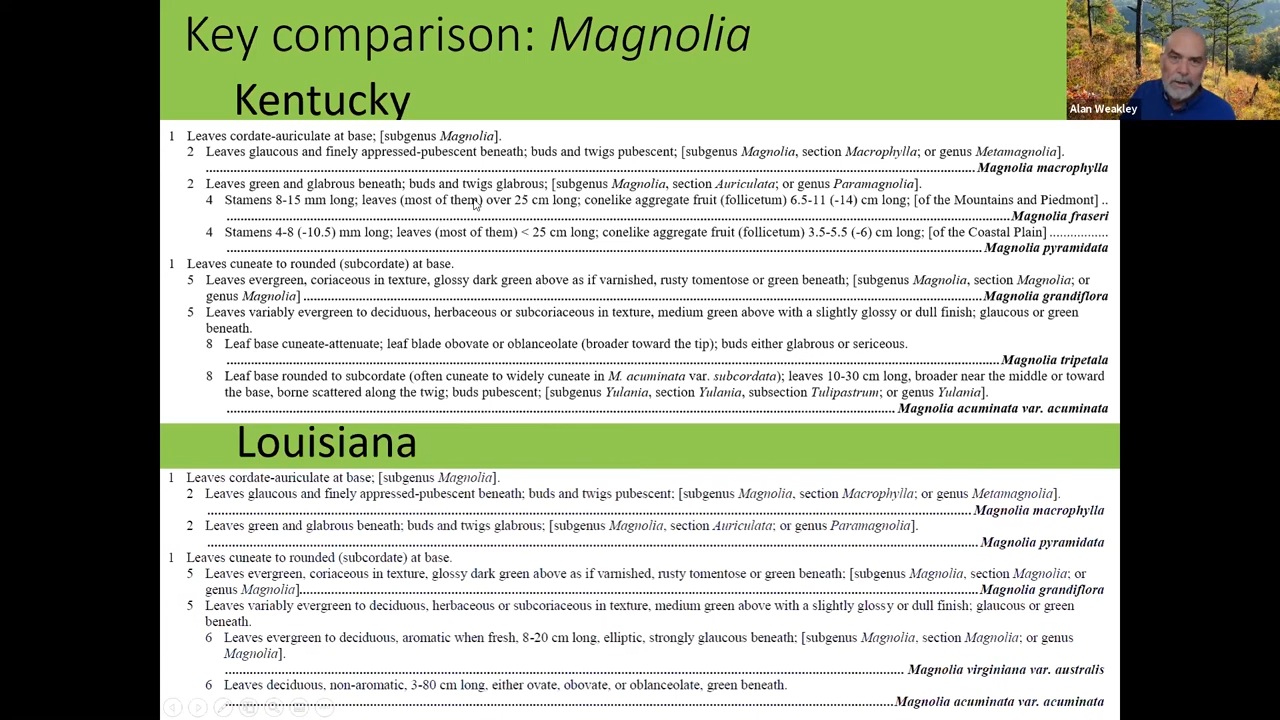 Key comparison: Magnolia
Alan Weakley
Kentucky
1 Leaves cordate-auriculate at base; [subgenus Magnolia].
2 Leaves glaucous and finely appressed-pubescent beneath; buds and twigs pubescent; [subgenus Magnolia, section Macrophylla; or genus Metamagnolia].
Magnolia macrophylla
2 Leaves green and glabrous beneath; buds and twigs glabrous; [subgenus Magnolia, section Auriculata; or genus Paramagnolia].
4 Stamens 8-15 mm long; leaves (most of them) over 25 cm long; conelike aggregate fruit (follicetum) 6.5-11 (-14) cm long; [of the Mountains and Piedmont] ..
Magnolia fraseri
4 Stamens 4-8 (-10.5) mm long; leaves (most of them) < 25 cm long; conelike aggregate fruit (follicetum) 3.5-5.5 (-6) cm long; [of the Coastal Plain] ................
Magnolia pyramidata
1 Leaves cuneate to rounded (subcordate) at base.
5 Leaves evergreen, coriaceous in texture, glossy dark green above as if varnished, rusty tomentose or green beneath; [subgenus Magnolia, section Magnolia; or
genus Magnolia] Magnolia grandiflora
5 Leaves variably evergreen to deciduous, herbaceous or subcoriaceous in texture, medium green above with a slightly glossy or dull finish; glaucous or green
beneath.
8 Leaf base cuneate-attenuate; leaf blade obovate or oblanceolate (broader toward the tip); buds either glabrous or sericeous.
Magnolia tripetala
8 Leaf base rounded to subcordate (often cuneate to widely cuneate in M. acuminata var. subcordata); leaves 10-30 cm long, broader near the middle or toward
the base, borne scattered along the twig; buds pubescent; [subgenus Yulania, section Yulania, subsection Tulipastrum; or genus Yulania].
Magnolia acuminata var. acuminata
Louisiana
1 Leaves cordate-auriculate at base; [subgenus Magnolia].
2 Leaves glaucous and finely appressed-pubescent beneath; buds and twigs pubescent; [subgenus Magnolia, section Macrophylla; or genus Metamagnolia].
Magnolia macrophylla
2 Leaves green and glabrous beneath; buds and twigs glabrous; [subgenus Magnolia, section Auriculata; or genus Paramagnolia].
Magnolia pyramidata
1 Leaves cuneate to rounded (subcordate) at base.
5 Leaves evergreen, coriaceous in texture, glossy dark green above as if varnished, rusty tomentose or green beneath; [subgenus Magnolia, section Magnolia; or
genus Magnolia] Magnolia grandiflora
5 Leaves variably evergreen to deciduous, herbaceous or subcoriaceous in texture, medium green above with a slightly glossy or dull finish; glaucous or green
beneath.
6 Leaves evergreen to deciduous, aromatic when fresh, 8-20 cm long, elliptic, strongly glaucous beneath; [subgenus Magnolia, section Magnolia; or genus
Magnolia].
Magnolia virginiana var. australis
6 Leaves deciduous, non-aromatic, 3-80 cm long, either ovate, obovate, or oblanceolate, green beneath.
Magnolia acuminata var. acuminata